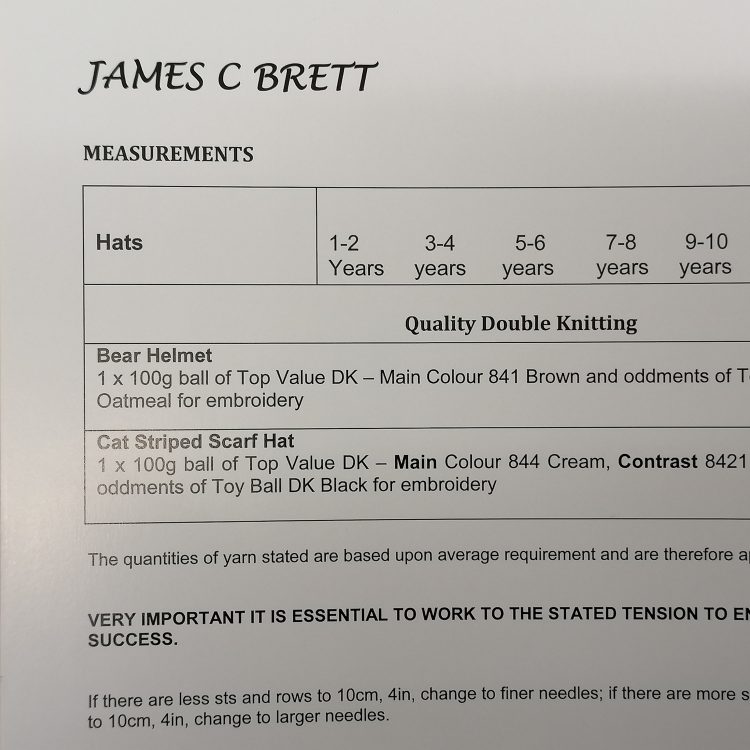 JAMES C BRETT
MEASUREMENTS
Hats 1-2 Years 3-4 years 5-6 years 7-8 years 9-10 years
Quality Double Knitting
Bear Helmet
1 x 100g ball of Top Value DK – Main Colour 841 Brown and oddments of
Oatmeal for embroidery
Cat Striped Scarf Hat
1 x 100g ball of Top Value DK – Main Colour 844 Cream, Contrast 8421
oddments of Toy Ball DK Black for embroidery
The quantities of yarn stated are based upon average requirement and are therefore
VERY IMPORTANT IT IS ESSENTIAL TO WORK TO THE STATED TENSION TO
SUCCESS.
If there are less sts and rows to 10cm, 4in, change to finer needles; if there are more
to 10cm, 4in, change to larger needles.